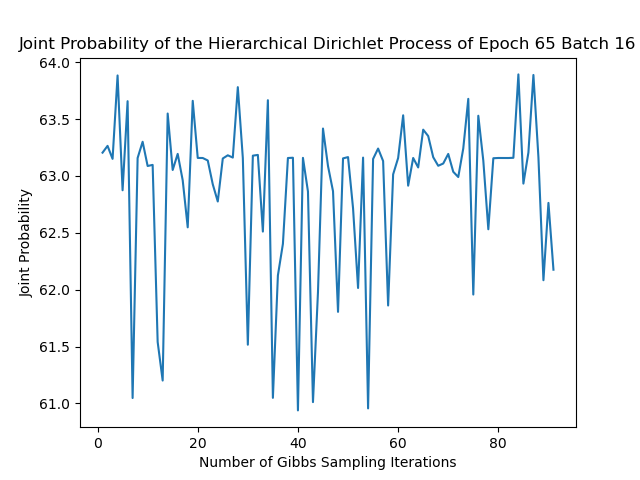 Joint Probability of the Hierarchical Dirichlet Process of Epoch 65 Batch 16
64.0
63.5
63.0
62.5
62.0
61.5
61.0
Joint Probability
0 20 40 60 80
Number of Gibbs Sampling Iterations